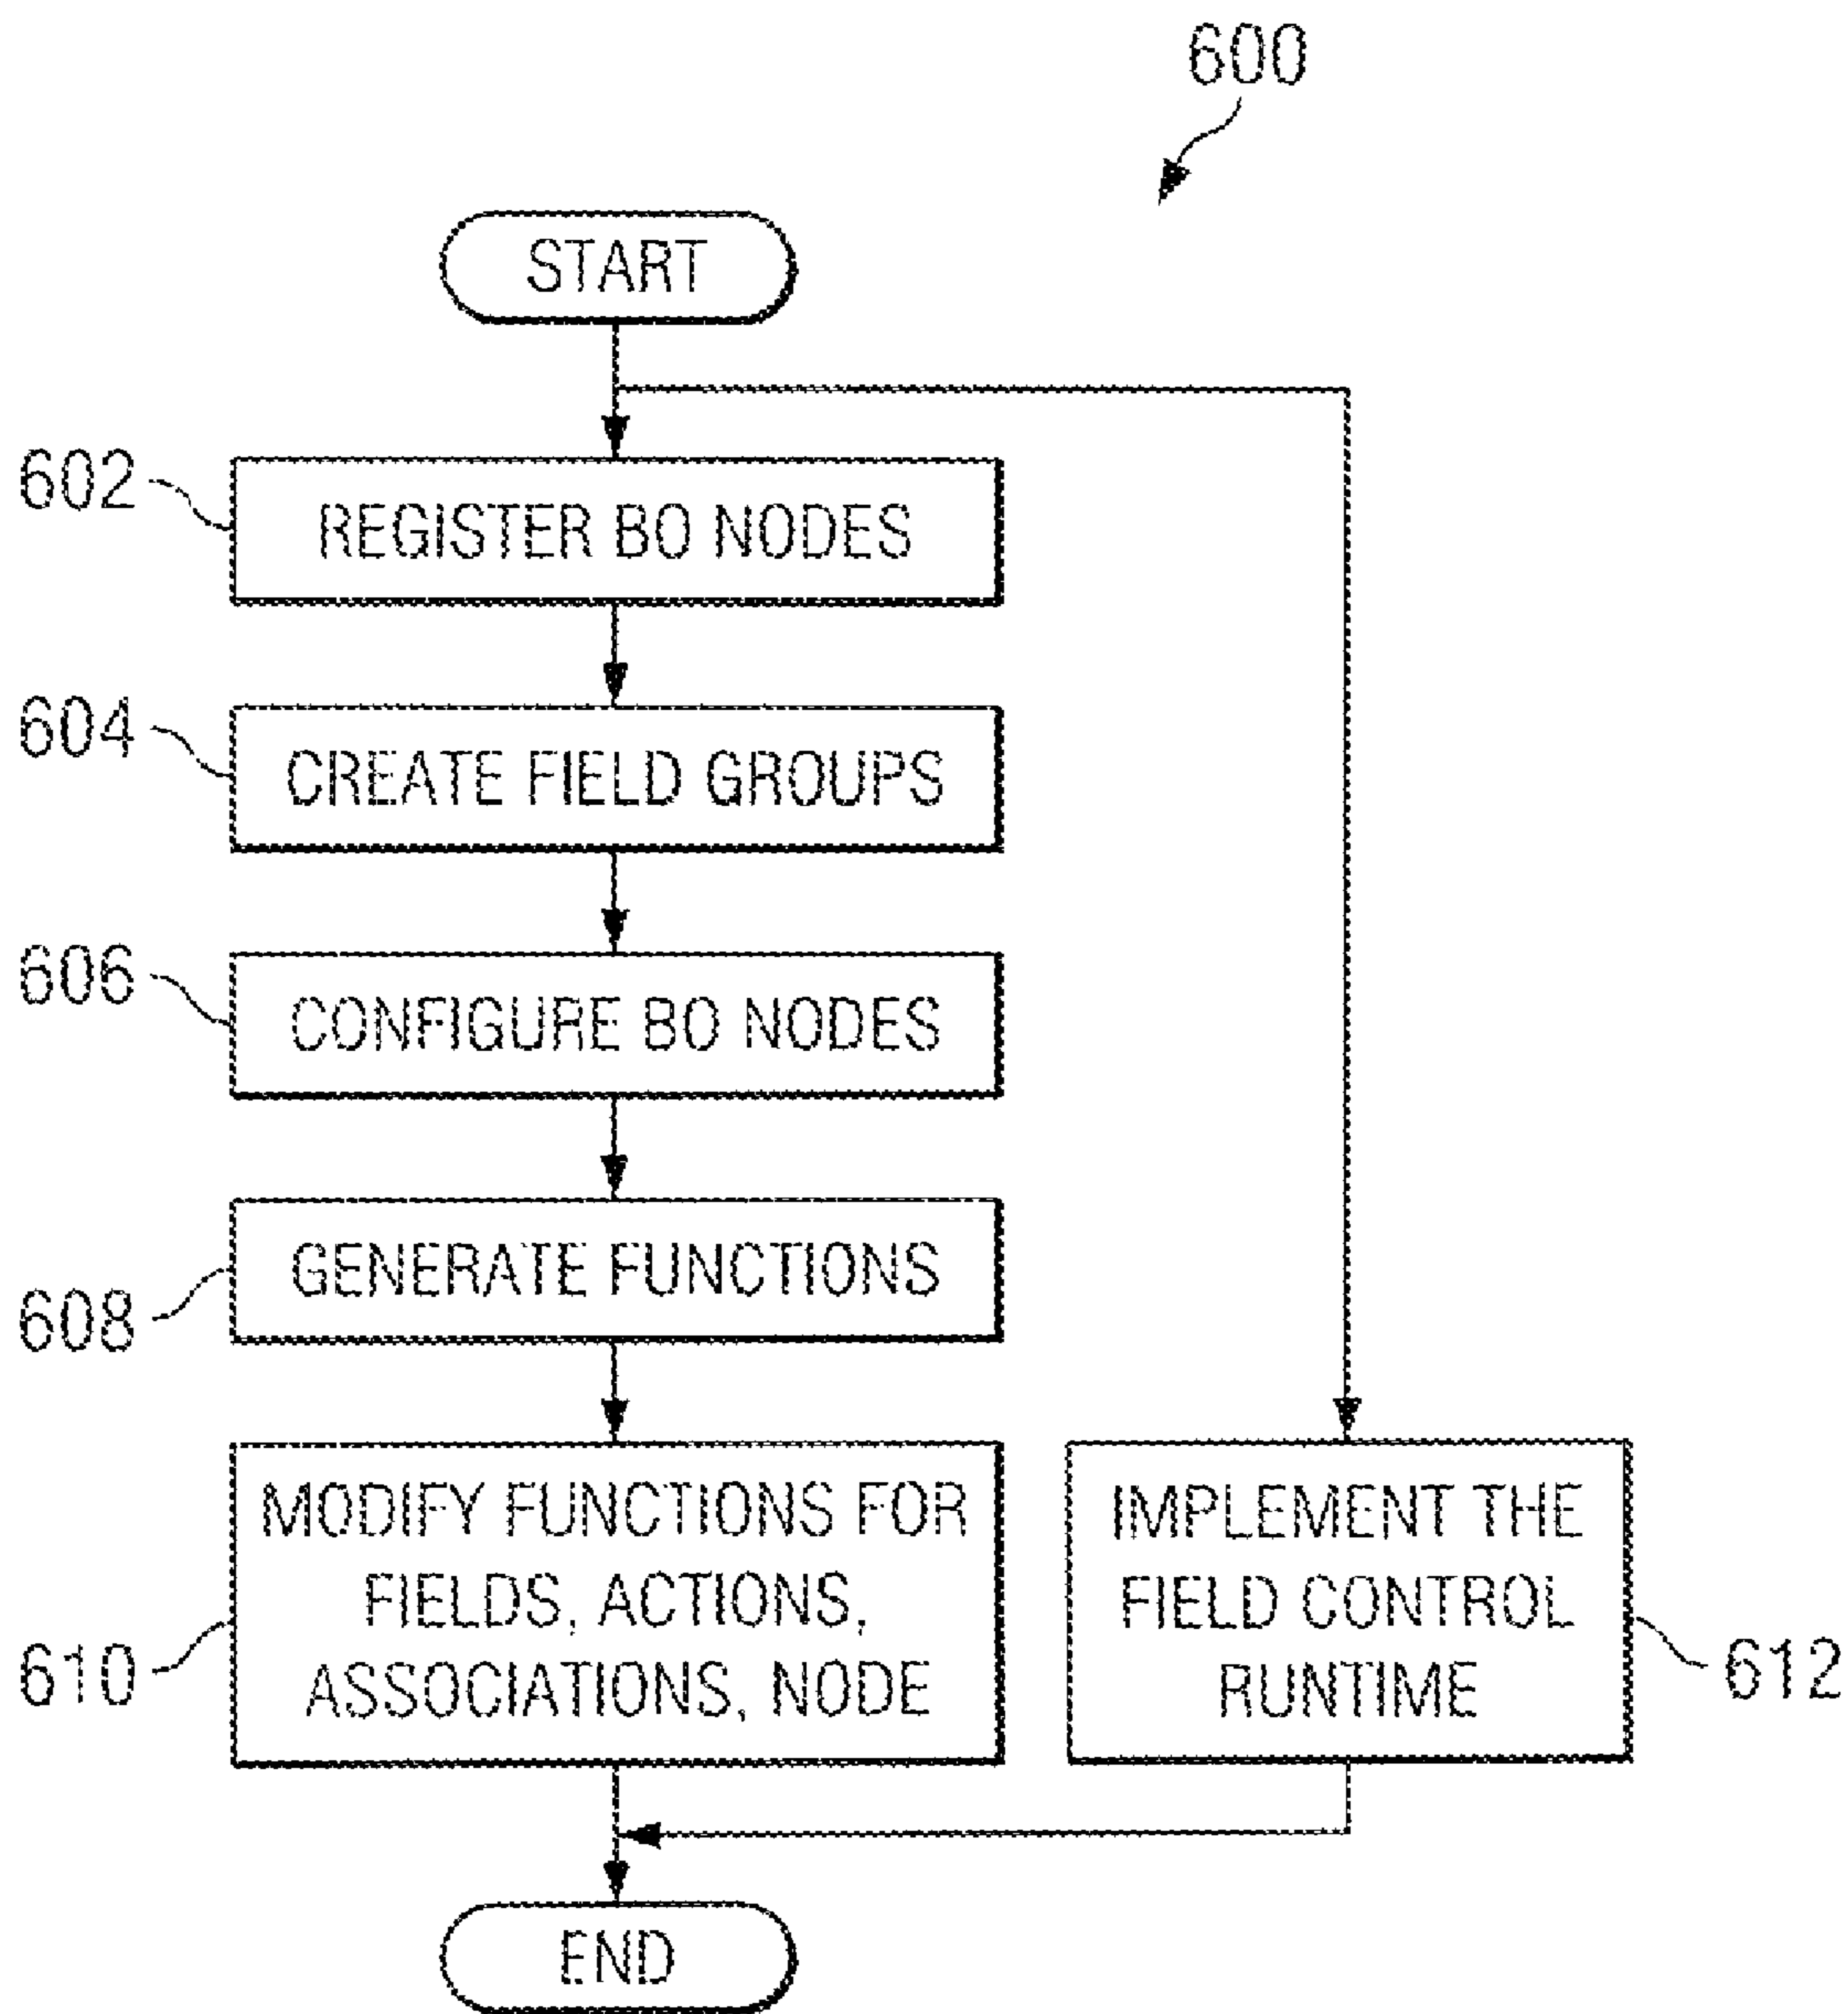 600
START
602
REGISTER BO NODES
604
CREATE FIELD GROUPS
606
CONFIGURE BO NODES
608
GENERATE FUNCTIONS
610
MODIFY FUNCTIONS FOR
FIELDS, ACTIONS,
ASSOCIATIONS, NODE
IMPLEMENT THE
FIELD CONTROL
RUNTIME
612
END